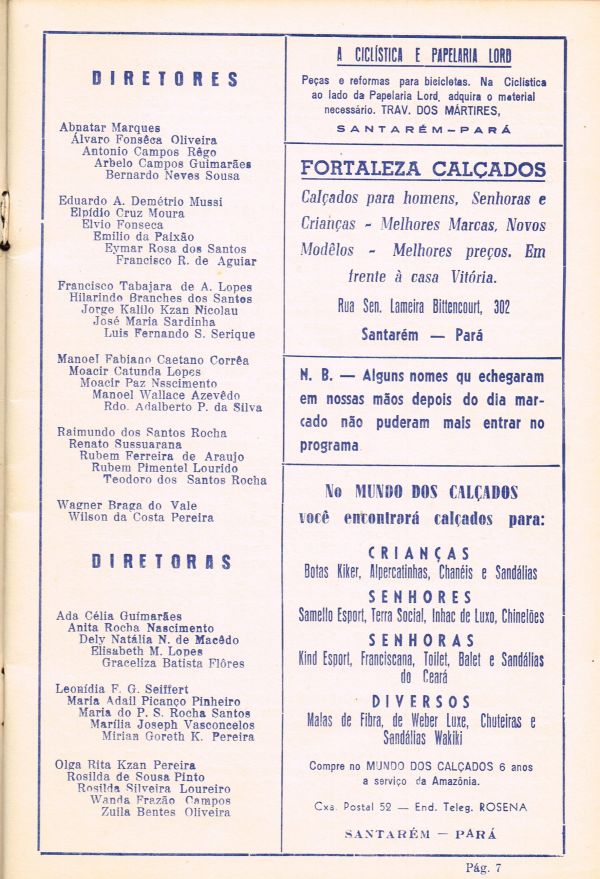 DIRETORES
Abnatar Marques
Álvaro Fonsêca Oliveira
Antonio Campos Rêgo
Arbelo Campos Guimarães
Bernardo Neves Sousa
Eduardo A. Demétrio Mussi
Elpídio Cruz Moura
Elvio Fonseca
Emílio da Paixão
Eymar Rosa dos Santos
Francisco R. de Aguiar
Francisco Tabajara de A. Lopes
Hilarindo Branches dos Santos
Jorge Kalilo Kzan Nicolau
José Maria Sardinha
Luis Fernando S. Serique
Manoel Fabiano Caetano Corrêa
Moacir Catunda Lopes
Moacir Paz Nascimento
Manoel Wallace Azevêdo
Rdo. Adalberto P. da Silva
Raimundo dos Santos Rocha
Renato Sussuarana
Rubem Ferreira de Araujo
Rubem Pimentel Lourido
Teodoro dos Santos Rocha
Wagner Braga do Vale
Wilson da Costa Pereira
DIRETORAS
Ada Célia Guimarães
Anita Rocha Nascimento
Dely Natália N. de Macêdo
Elisabeth M. Lopes
Graceliza Batista Flôres
Leonídia F. G. Seiffert
Maria Adail Picanço Pinheiro
Maria do P. S. Rocha Santos
Marília Joseph Vasconcelos
Mirian Goreth K. Pereira
Olga Rita Kzan Pereira
Rosilda de Sousa Pinto
Rosilda Silveira Loureiro
Wanda Frazão Campos
Zuila Bentes Oliveira
A CICLÍSTICA E PAPELARIA LORD
Peças e reformas para bicicletas. Na Ciclística
ao lado da Papelaria Lord, adquira o material
necessário. TRAV. DOS MÁRTIRES,
SANTARÉM-PARÁ
FORTALEZA CALÇADOS
Calçados para homens, Senhoras e
Crianças - Melhores Marcas, Novos
Modêlos - Melhores preços. Em
frente à casa Vitória.
Rua Sen. Lameira Bittencourt, 302
Santarém — Pará
N. B. — Alguns nomes qu echegaram
em nossas mãos depois do dia mar-
cado não puderam mais entrar no
programa
No MUNDO DOS CALÇADOS
você encontrará calçados para:
CRIANÇAS
Botas Kiker, Alpercatinhas, Chanéis e Sandálias
SENHORES
Samello Esport, Terra Social, Inhac de Luxo, Chinelões
SENHORAS
Kind Esport, Franciscana, Toilet, Balet e Sandálias
do Ceará
DIVERSOS
Malas de Fibra, de Weber Luxe, Chuteiras e
Sandálias Wakiki
Compre no MUNDO DOS CALÇADOS 6 anos
a serviço da Amazônia.
Cxa. Postal 52 — End. Teleg. ROSENA
SANTARÉM — PARÁ
Pág. 7